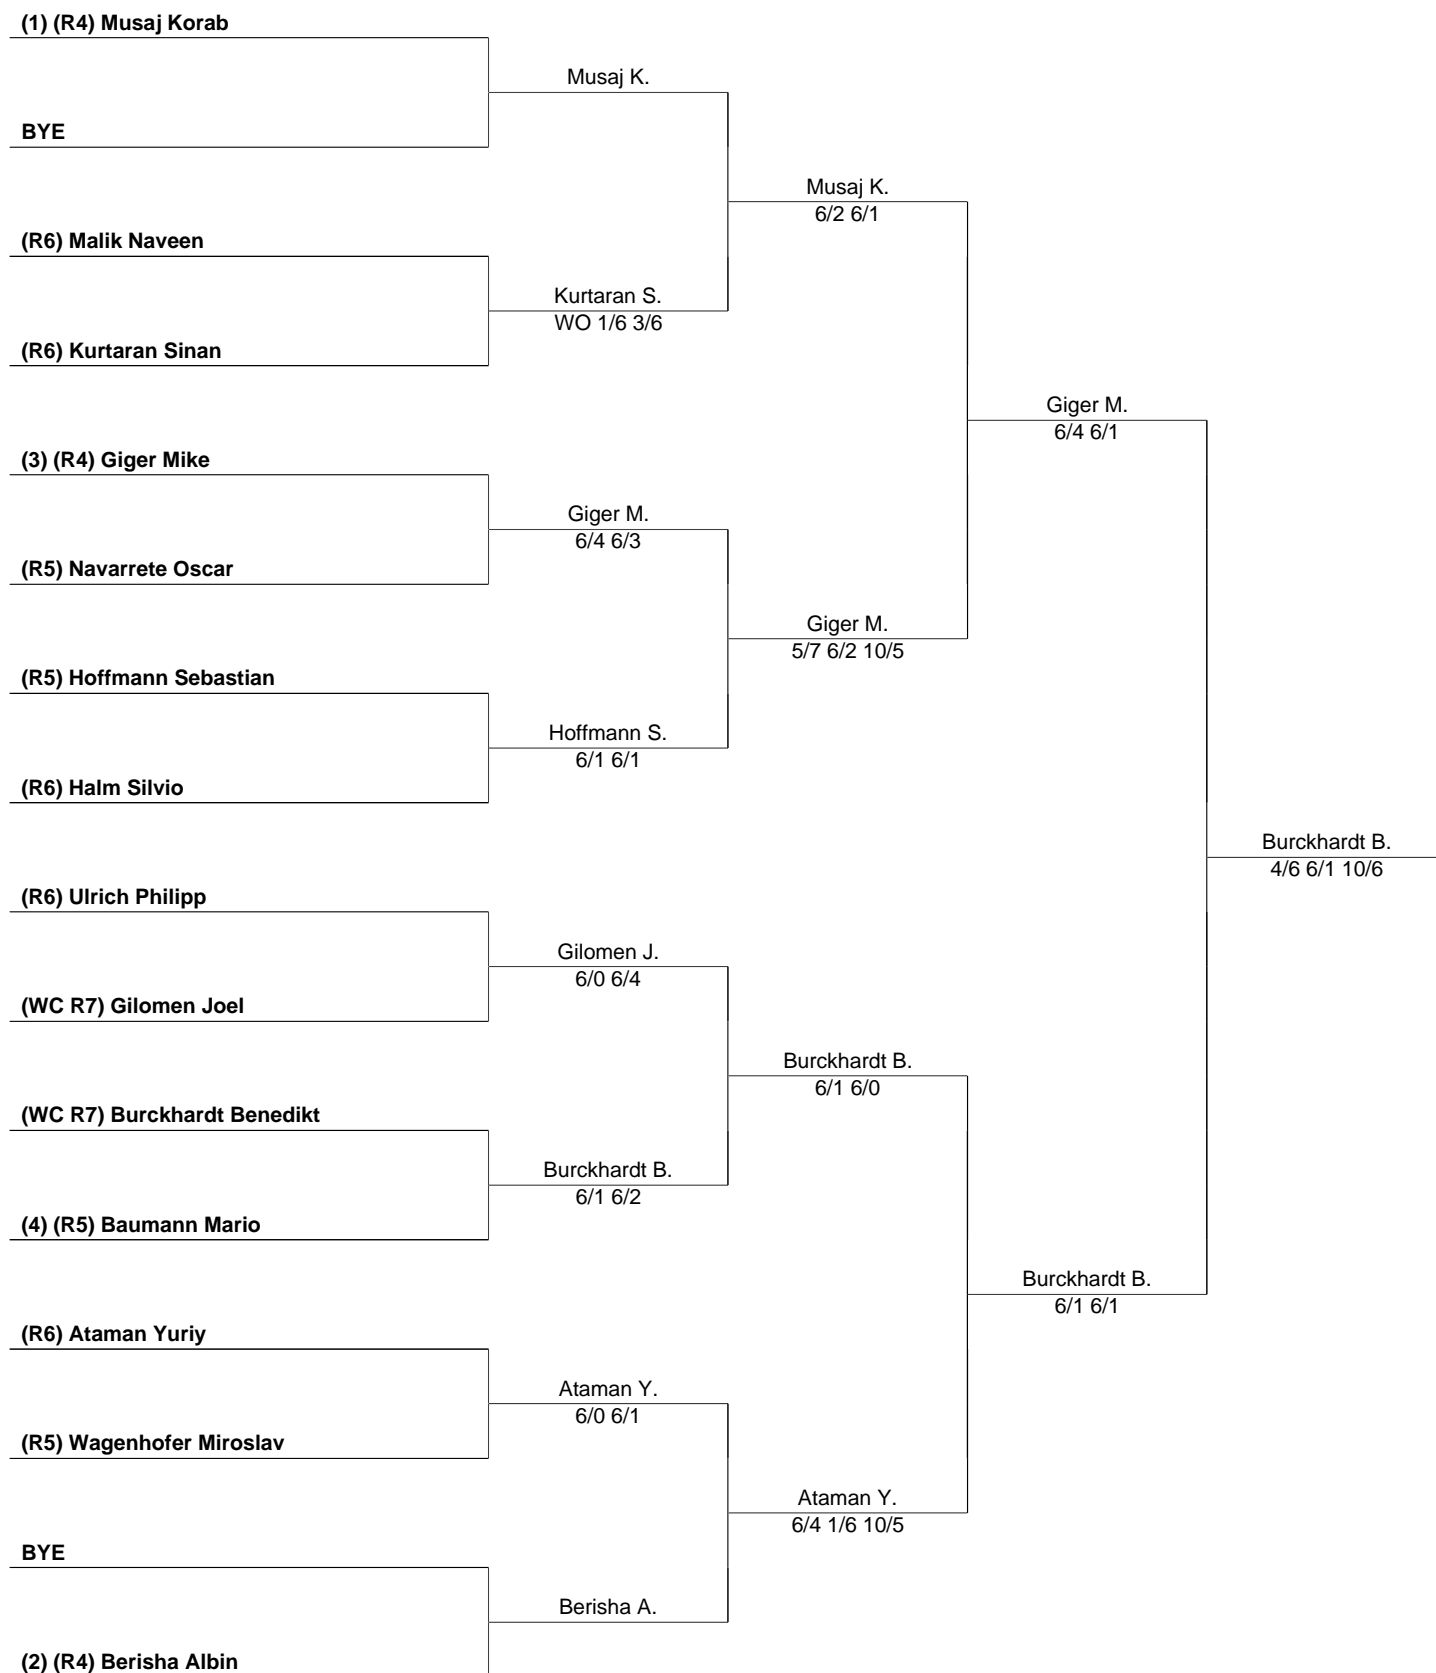 (1) (R4) Musaj Korab
Musaj K.
BYE
Musaj K.
6/2 6/1
(R6) Malik Naveen
Kurtaran S.
WO 1/6 3/6
(R6) Kurtaran Sinan
Giger M.
6/4 6/1
(3) (R4) Giger Mike
Giger M.
6/4 6/3
(R5) Navarrete Oscar
Giger M.
5/7 6/2 10/5
(R5) Hoffmann Sebastian
Hoffmann S.
6/1 6/1
(R6) Halm Silvio
Burckhardt B.
4/6 6/1 10/6
(R6) Ulrich Philipp
Gilomen J.
6/0 6/4
(WC R7) Gilomen Joel
Burckhardt B.
6/1 6/0
(WC R7) Burckhardt Benedikt
Burckhardt B.
6/1 6/2
(4) (R5) Baumann Mario
Burckhardt B.
6/1 6/1
(R6) Ataman Yuriy
Ataman Y.
6/0 6/1
(R5) Wagenhofer Miroslav
Ataman Y.
6/4 1/6 10/5
BYE
Berisha A.
(2) (R4) Berisha Albin